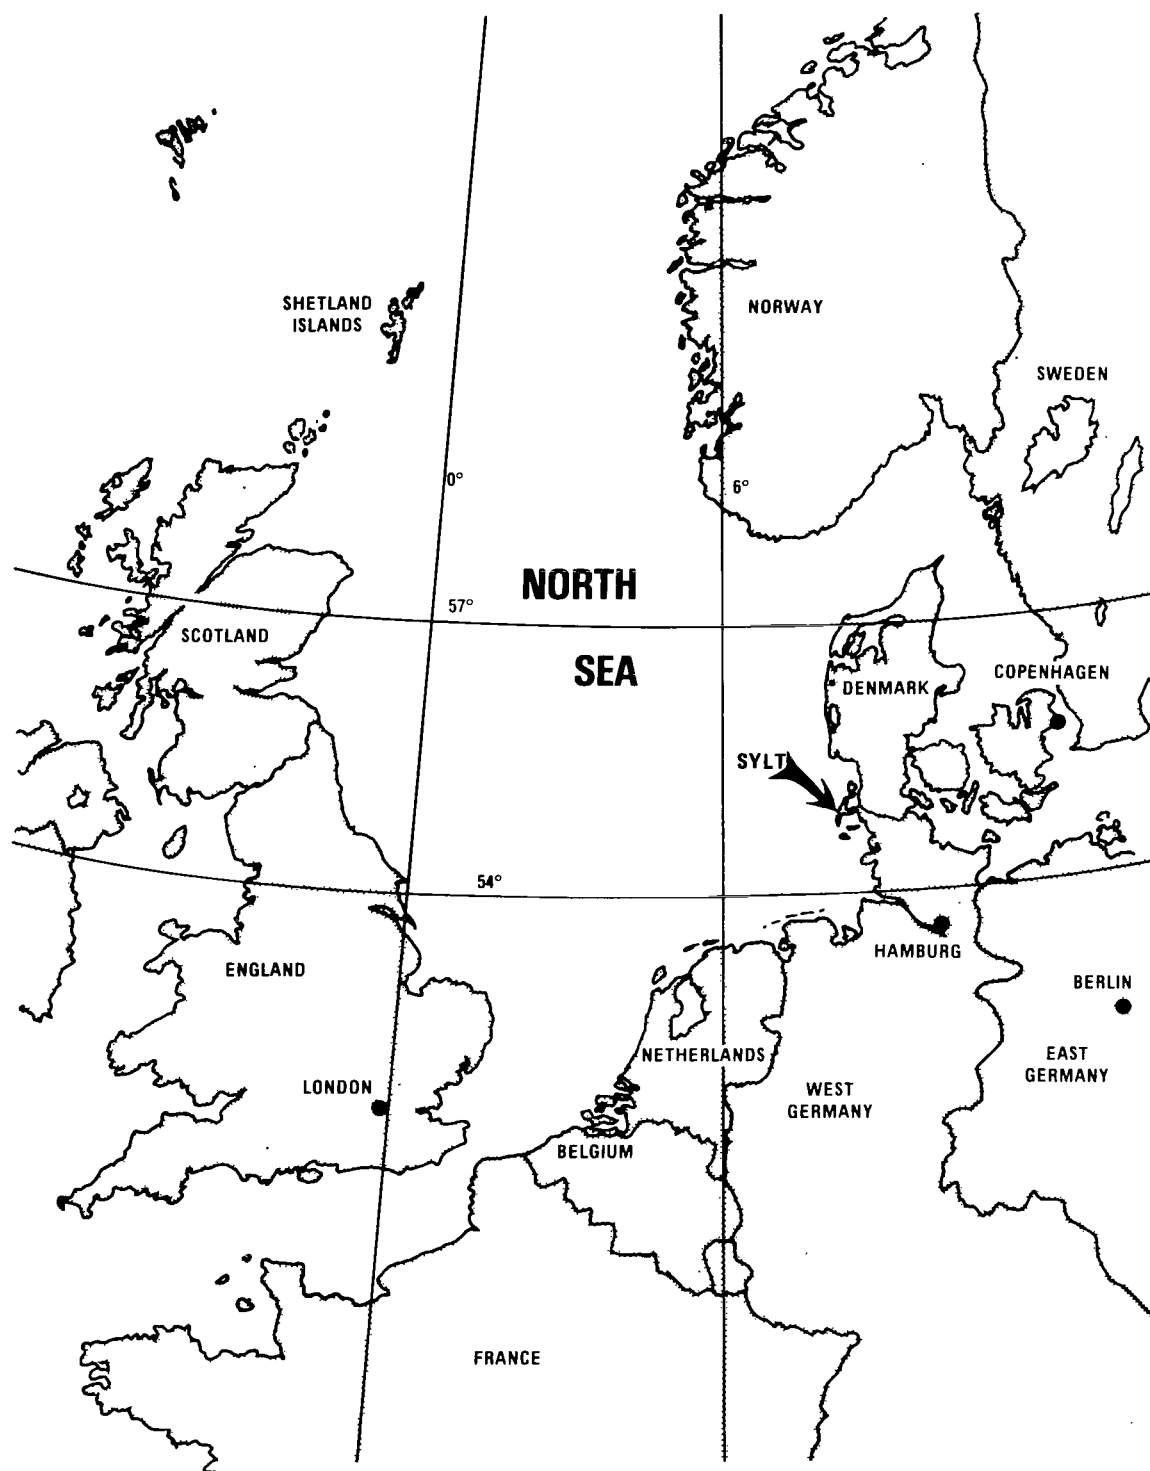 SHETLAND
ISLANDS
NORWAY
SWEDEN
0°
6°
NORTH
57°
SCOTLAND
SEA
COPENHAGEN
DENMARK
SYLT
54°
HAMBURG
ENGLAND
BERLIN
NETHERLANDS
EAST
GERMANY
LONDON
WEST
GERMANY
BELGIUM
FRANCE